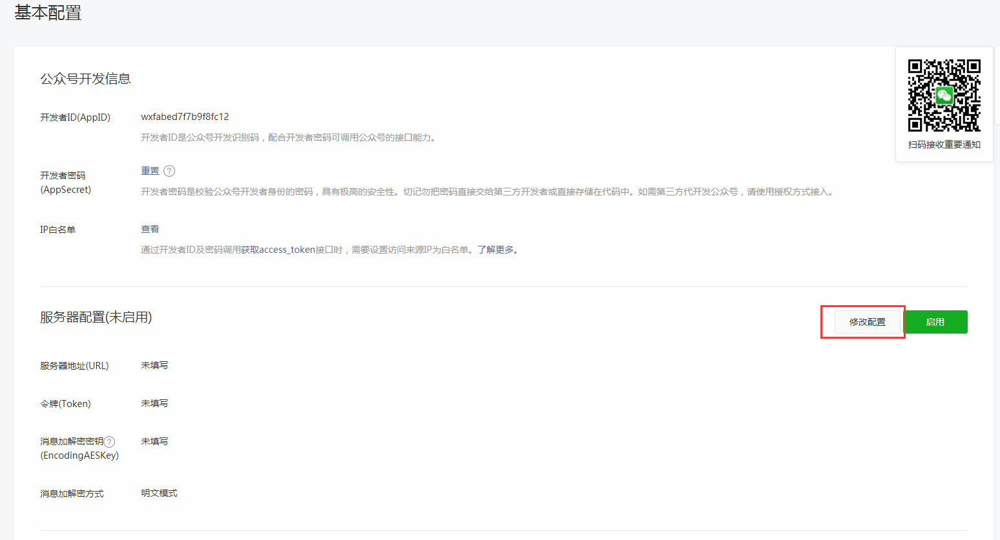 基本配置
公众号开发信息
开发者ID(AppID)
wxfabed7f7b9f8fc12
开发者ID是公众号开发识别码，配合开发者密码可调用公众号的接口能力。
扫码接收重要通知
开发者密码
(AppSecret)
重置 ?
开发者密码是校验公众号开发者身份的密码，具有极高的安全性。切记勿把密码直接交给第三方开发者或直接存储在代码中。如需第三方代开发公众号，请使用授权方式接入。
IP白名单
查看
通过开发者ID及密码调用获取access_token接口时，需要设置访问来源IP为白名单。了解更多。
服务器配置(未启用)
修改配置
启用
服务器地址(URL)
未填写
令牌(Token)
未填写
消息加解密密钥?
(EncodingAESKey)
未填写
消息加解密方式
明文模式